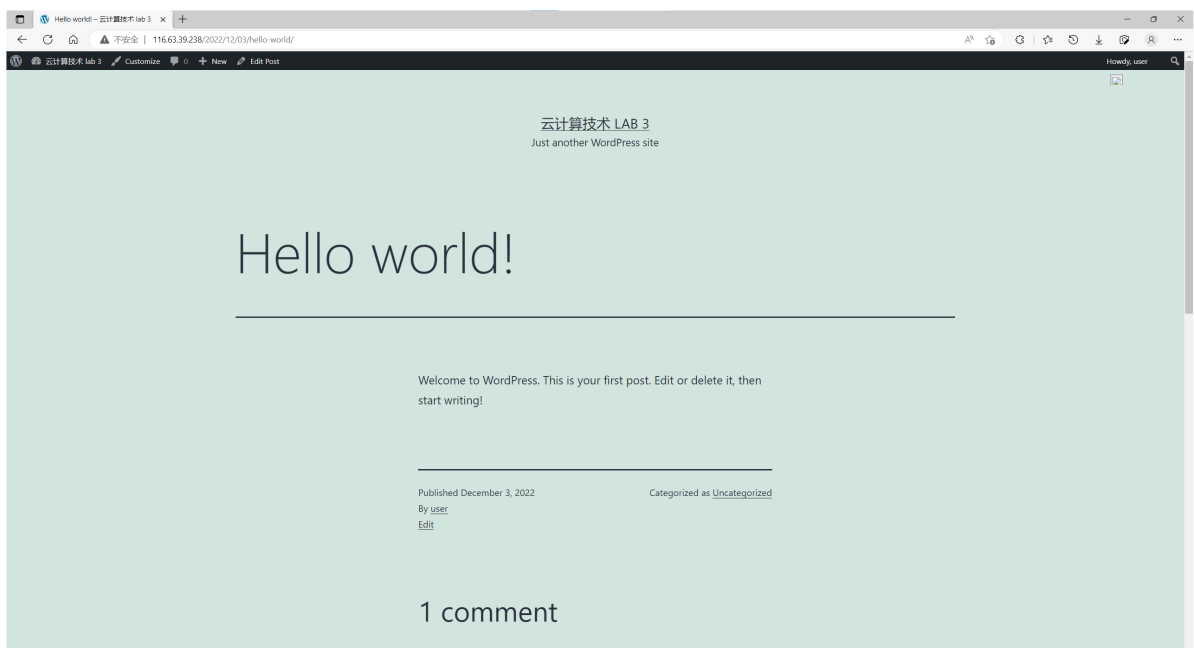 Hello world! – 云计算技术 lab 3
不安全 | 116.63.39.238/2022/12/03/hello-world/
云计算技术 lab 3 Customize 0 New Edit Post Howdy, user
云计算技术 LAB 3
Just another WordPress site
Hello world!
Welcome to WordPress. This is your first post. Edit or delete it, then
start writing!
Published December 3, 2022 Categorized as Uncategorized
By user
Edit
1 comment